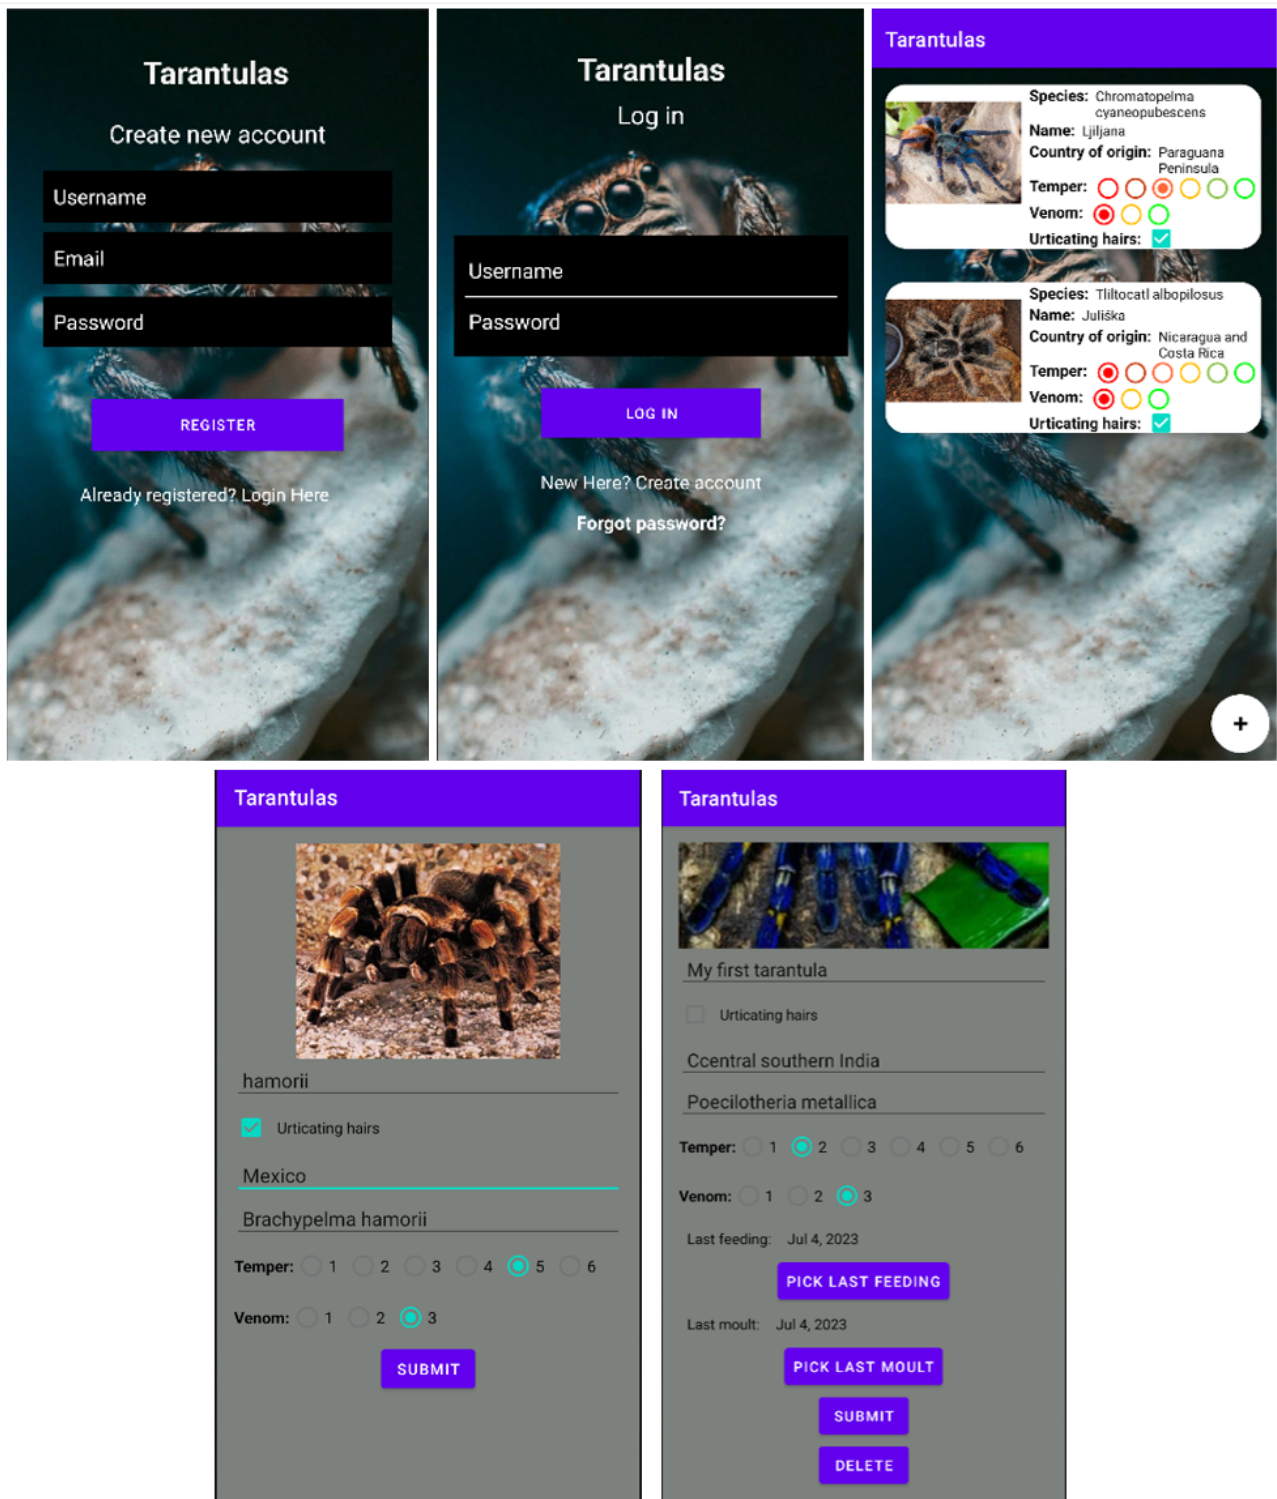 Tarantulas
Create new account
Username
Email
Password
REGISTER
Already registered? Login Here
Tarantulas
Log in
Username
Password
LOG IN
New Here? Create account
Forgot password?
Tarantulas
Species: Chromatopelma
cyaneopubescens
Name: Ljiljana
Country of origin: Paraguana
Peninsula
Temper:
Venom:
Urticating hairs:
Species: Tliltocatl albopilosus
Name: Juliška
Country of origin: Nicaragua and
Costa Rica
Temper:
Venom:
Urticating hairs:
+
Tarantulas
hamorii
Urticating hairs
Mexico
Brachypelma hamorii
Temper: 1 2 3 4 5 6
Venom: 1 2 3
SUBMIT
Tarantulas
My first tarantula
Urticating hairs
Ccentral southern India
Poecilotheria metallica
Temper: 1 2 3 4 5 6
Venom: 1 2 3
Last feeding: Jul 4, 2023
PICK LAST FEEDING
Last moult: Jul 4, 2023
PICK LAST MOULT
SUBMIT
DELETE